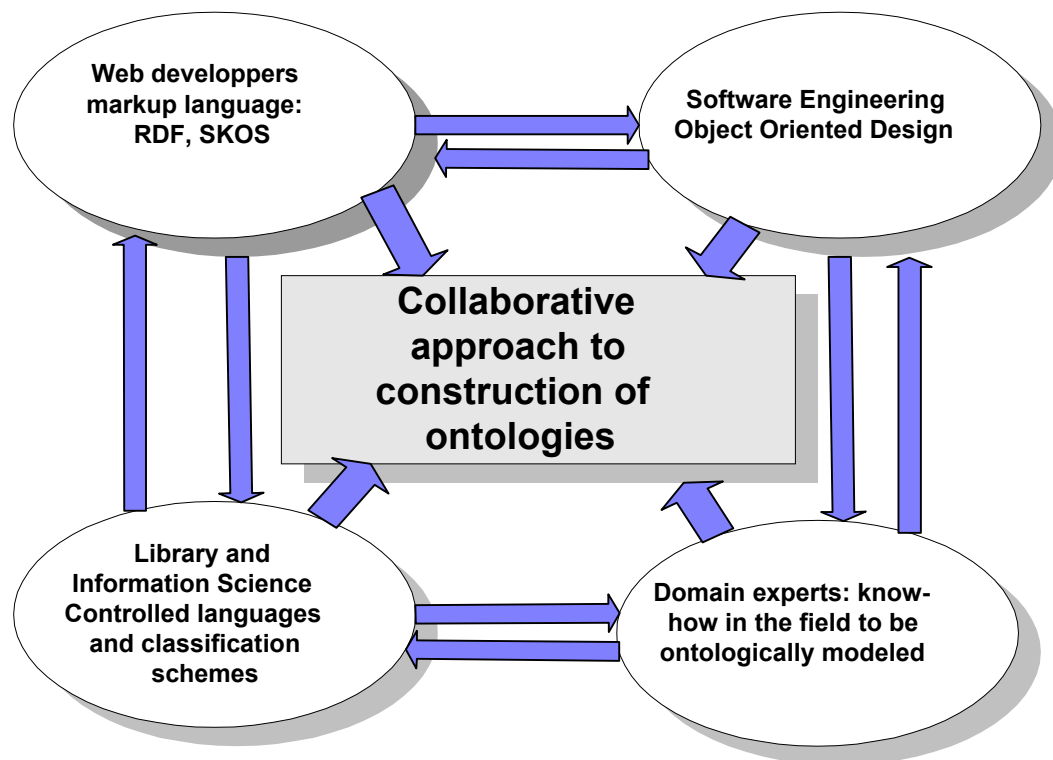 Web developpers
markup language:
RDF, SKOS
Software Engineering
Object Oriented Design
Collaborative
approach to
construction of
ontologies
Library and
Information Science
Controlled languages
and classification
schemes
Domain experts: know-
how in the field to be
ontologically modeled